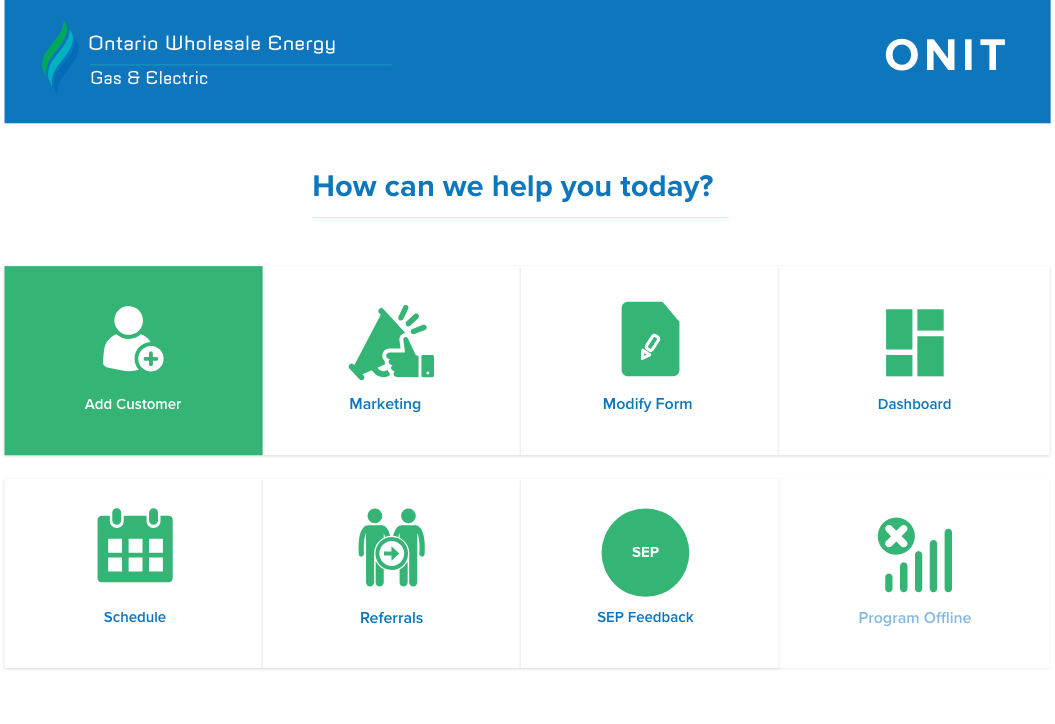 Ontario Wholesale Energy
Gas & Electric
ONIT
How can we help you today?
Add Customer
Marketing
Modify Form
Dashboard
Schedule
Referrals
SEP
SEP Feedback
Program Offline